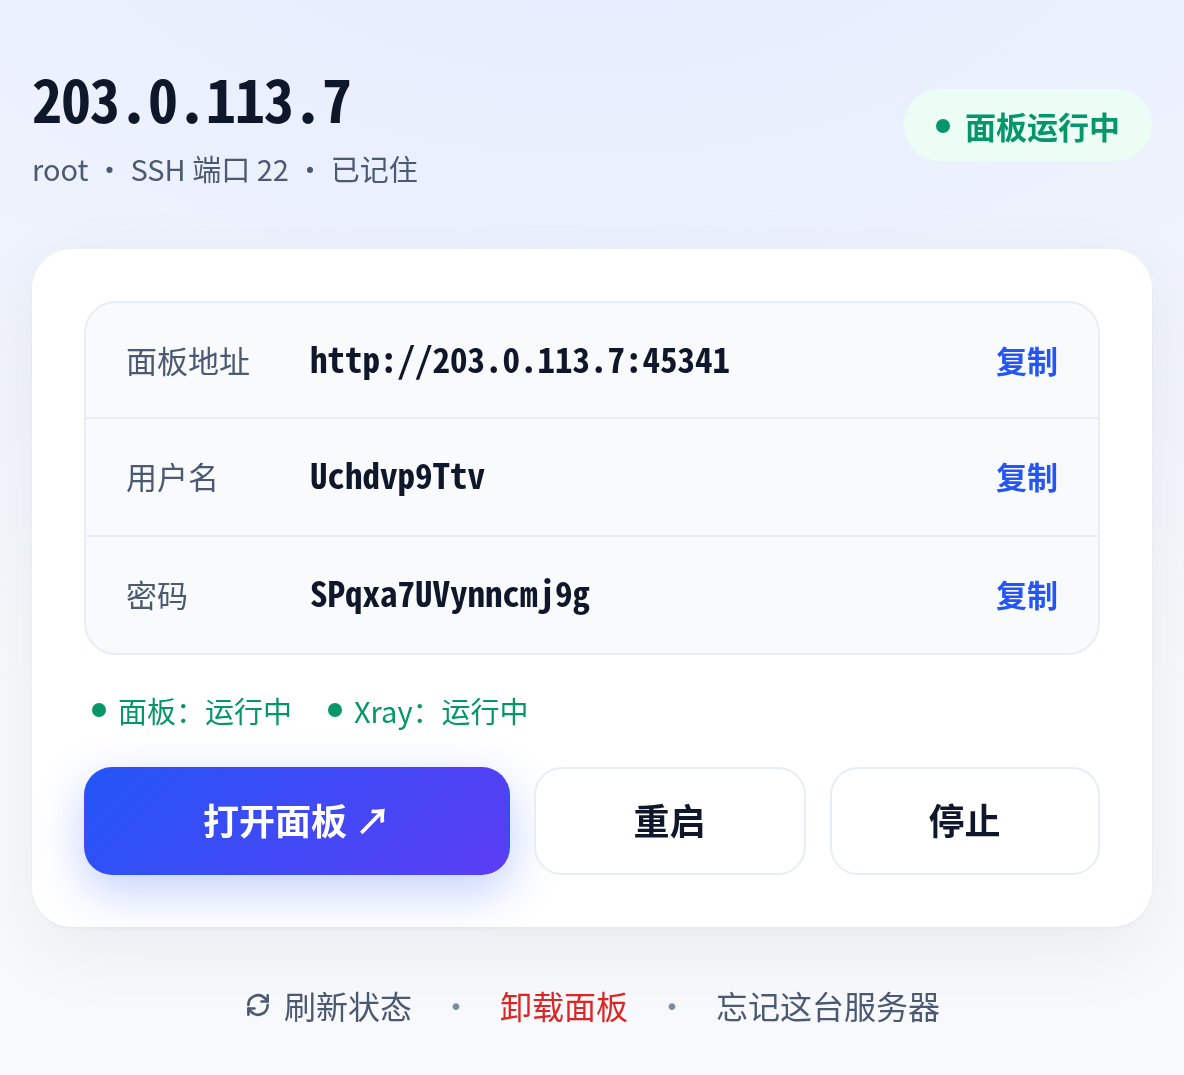 203.0.113.7
root · SSH 端口 22 · 已记住
面板运行中
面板地址 http://203.0.113.7:45341 复制
用户名 Uchdvp9Ttv 复制
密码 SPqxa7UVynncmj9g 复制
面板：运行中 Xray：运行中
打开面板 ↗ 重启 停止
刷新状态 · 卸载面板 · 忘记这台服务器